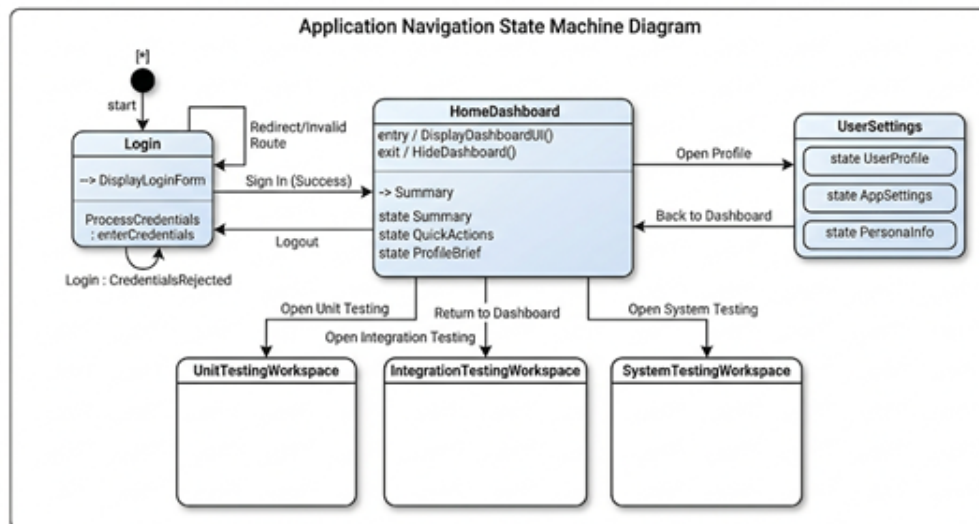 Application Navigation State Machine Diagram
[*]
start
Login
--> DisplayLoginForm
ProcessCredentials
: enterCredentials
Redirect/Invalid
Route
Sign In (Success)
Logout
Login : CredentialsRejected
HomeDashboard
entry / DisplayDashboardUI()
exit / HideDashboard()
-> Summary
state Summary
state QuickActions
state ProfileBrief
Open Profile
Back to Dashboard
UserSettings
state UserProfile
state AppSettings
state PersonaInfo
Open Unit Testing
Return to Dashboard
Open System Testing
Open Integration Testing
UnitTestingWorkspace
IntegrationTestingWorkspace
SystemTestingWorkspace